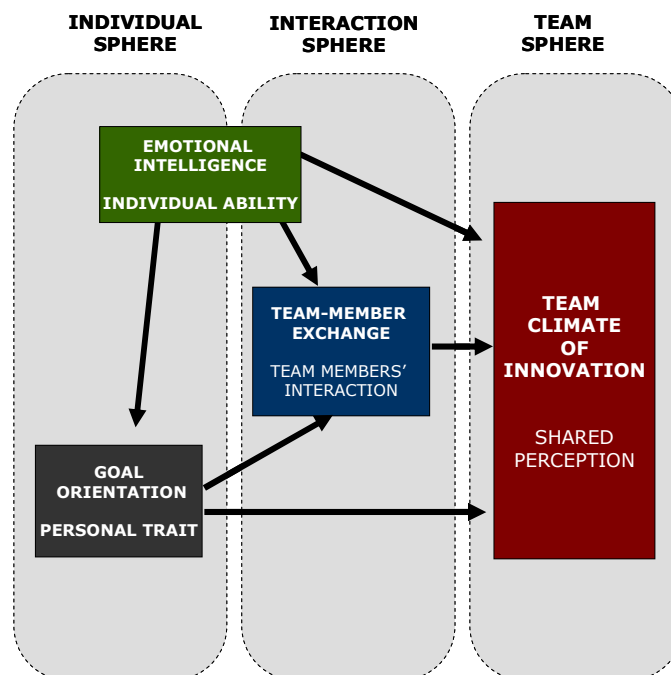 INDIVIDUAL
SPHERE
INTERACTION
SPHERE
TEAM
SPHERE
EMOTIONAL
INTELLIGENCE
INDIVIDUAL ABILITY
TEAM-MEMBER
EXCHANGE
TEAM MEMBERS’
INTERACTION
TEAM
CLIMATE
OF
INNOVATION
SHARED
PERCEPTION
GOAL
ORIENTATION
PERSONAL TRAIT